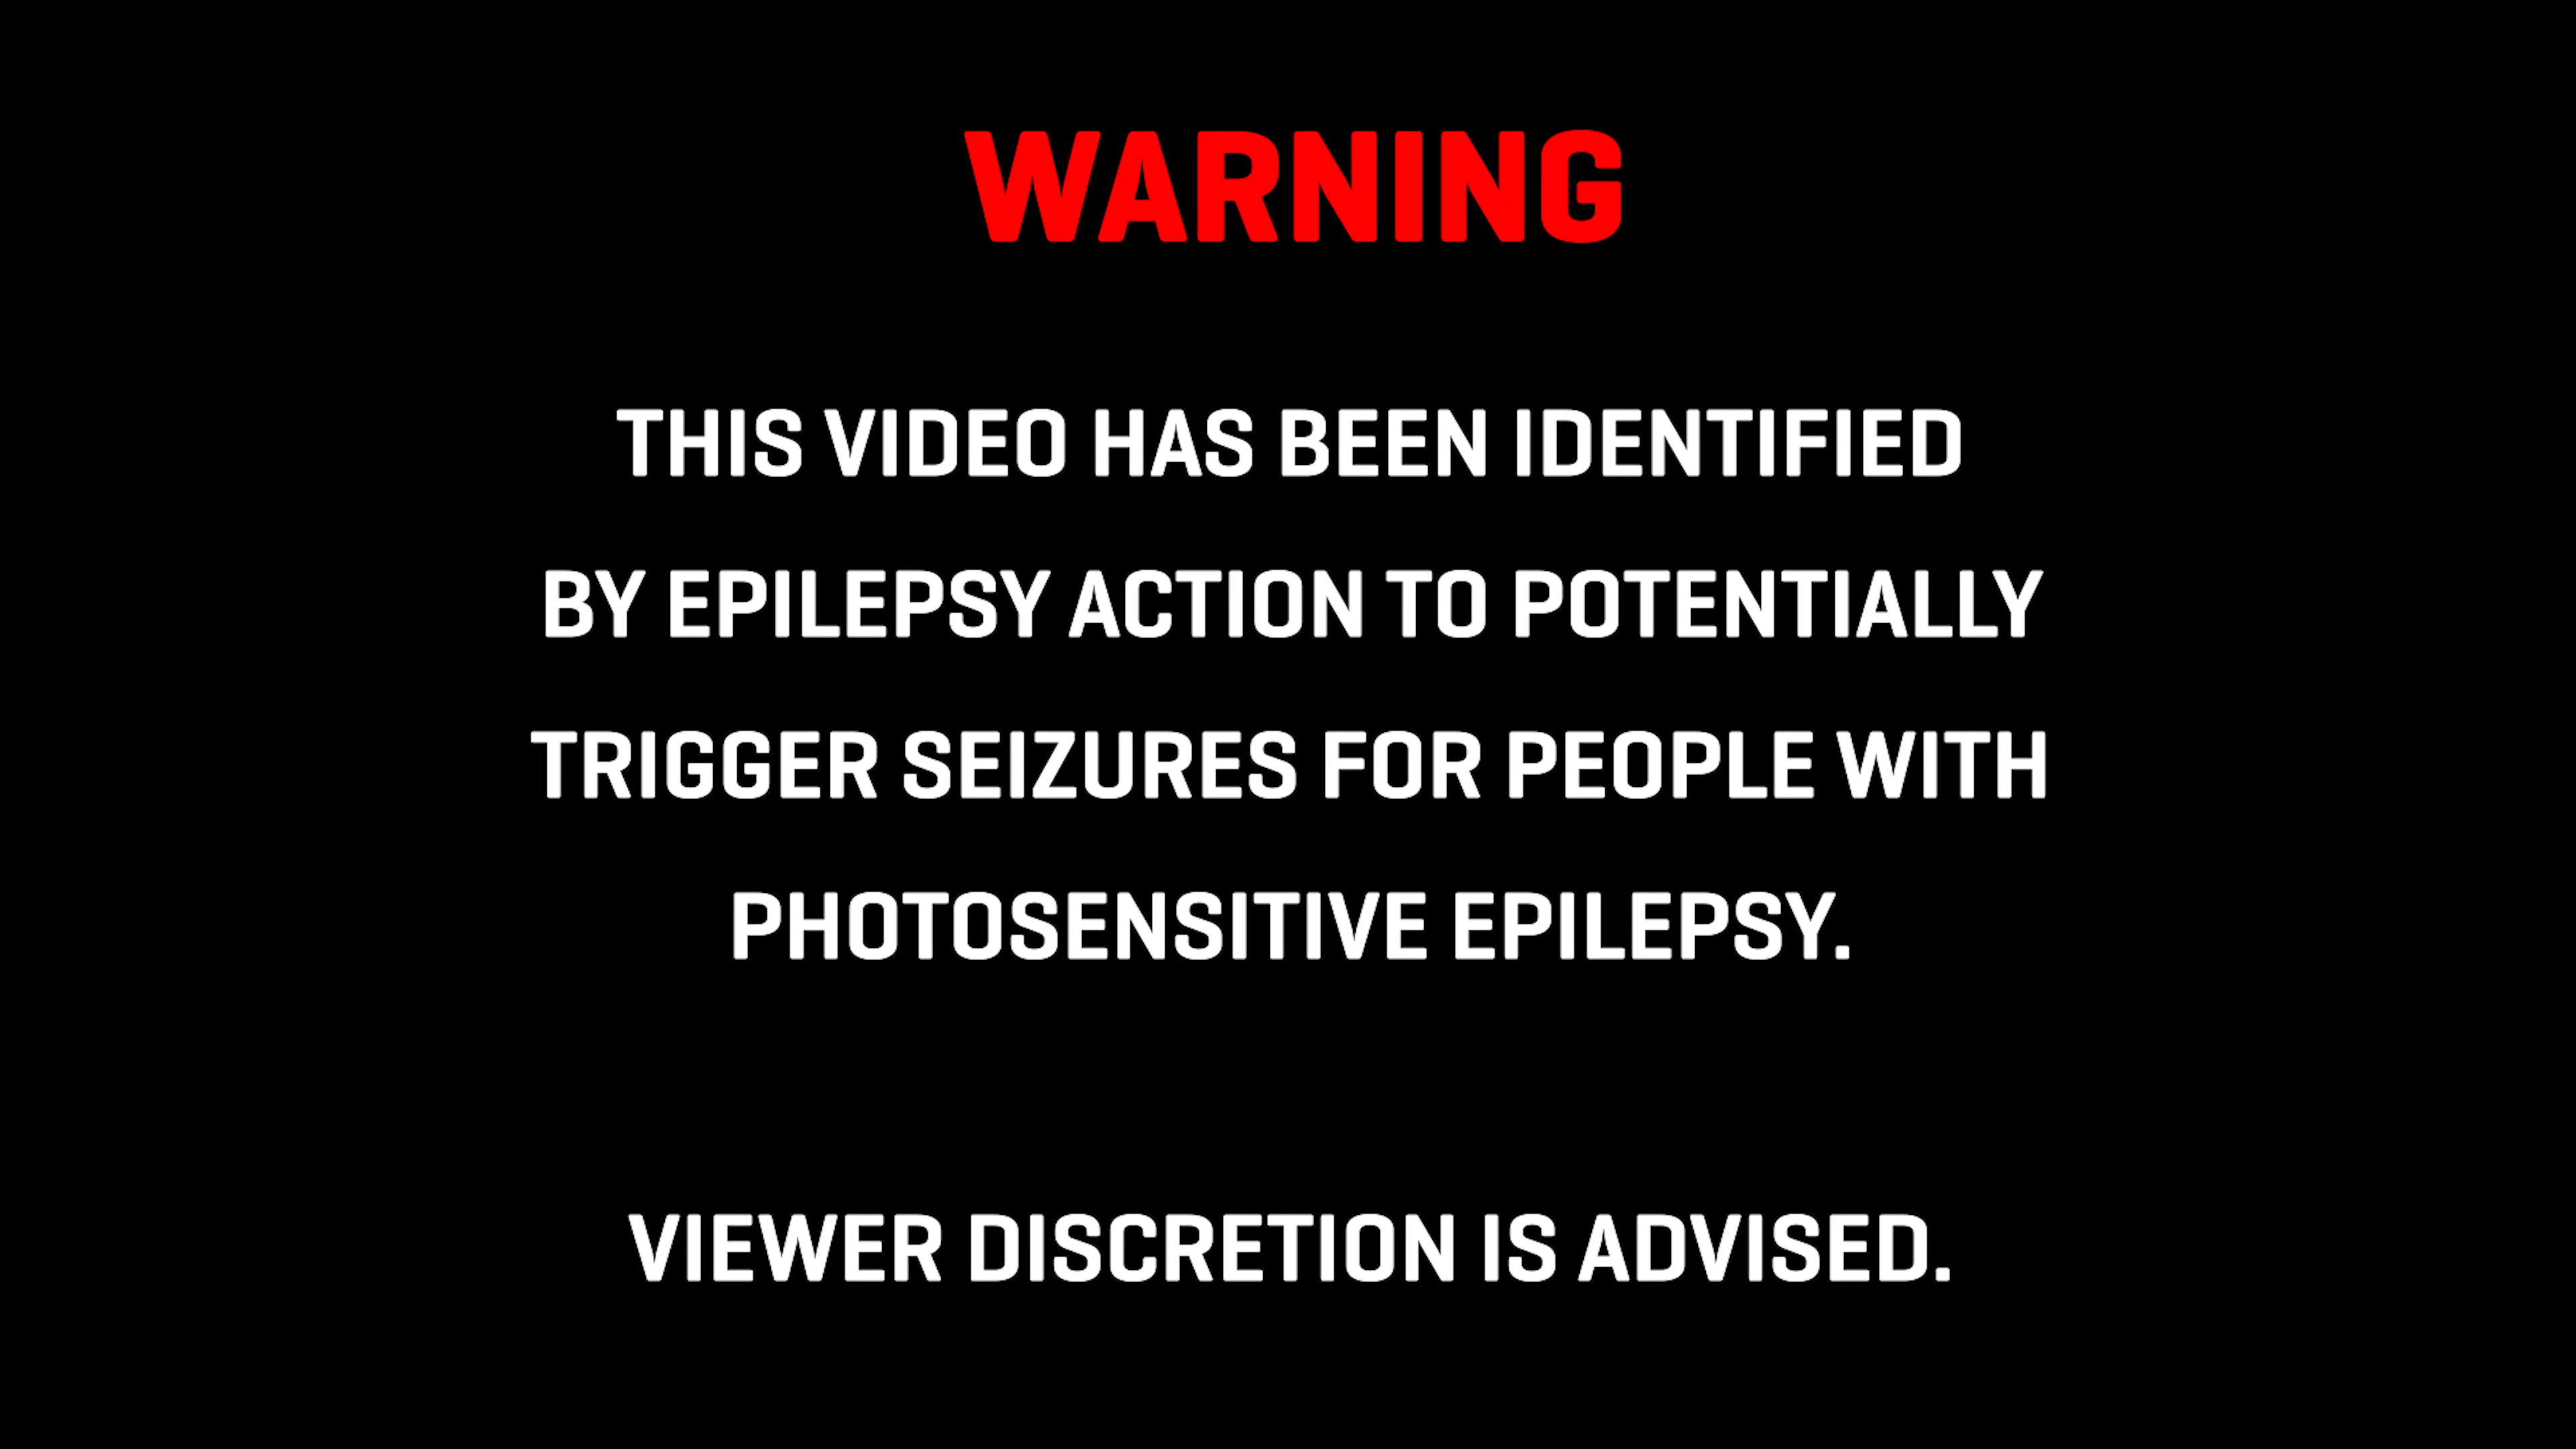 WARNING
THIS VIDEO HAS BEEN IDENTIFIED
BY EPILEPSY ACTION TO POTENTIALLY
TRIGGER SEIZURES FOR PEOPLE WITH
PHOTOSENSITIVE EPILEPSY.
VIEWER DISCRETION IS ADVISED.